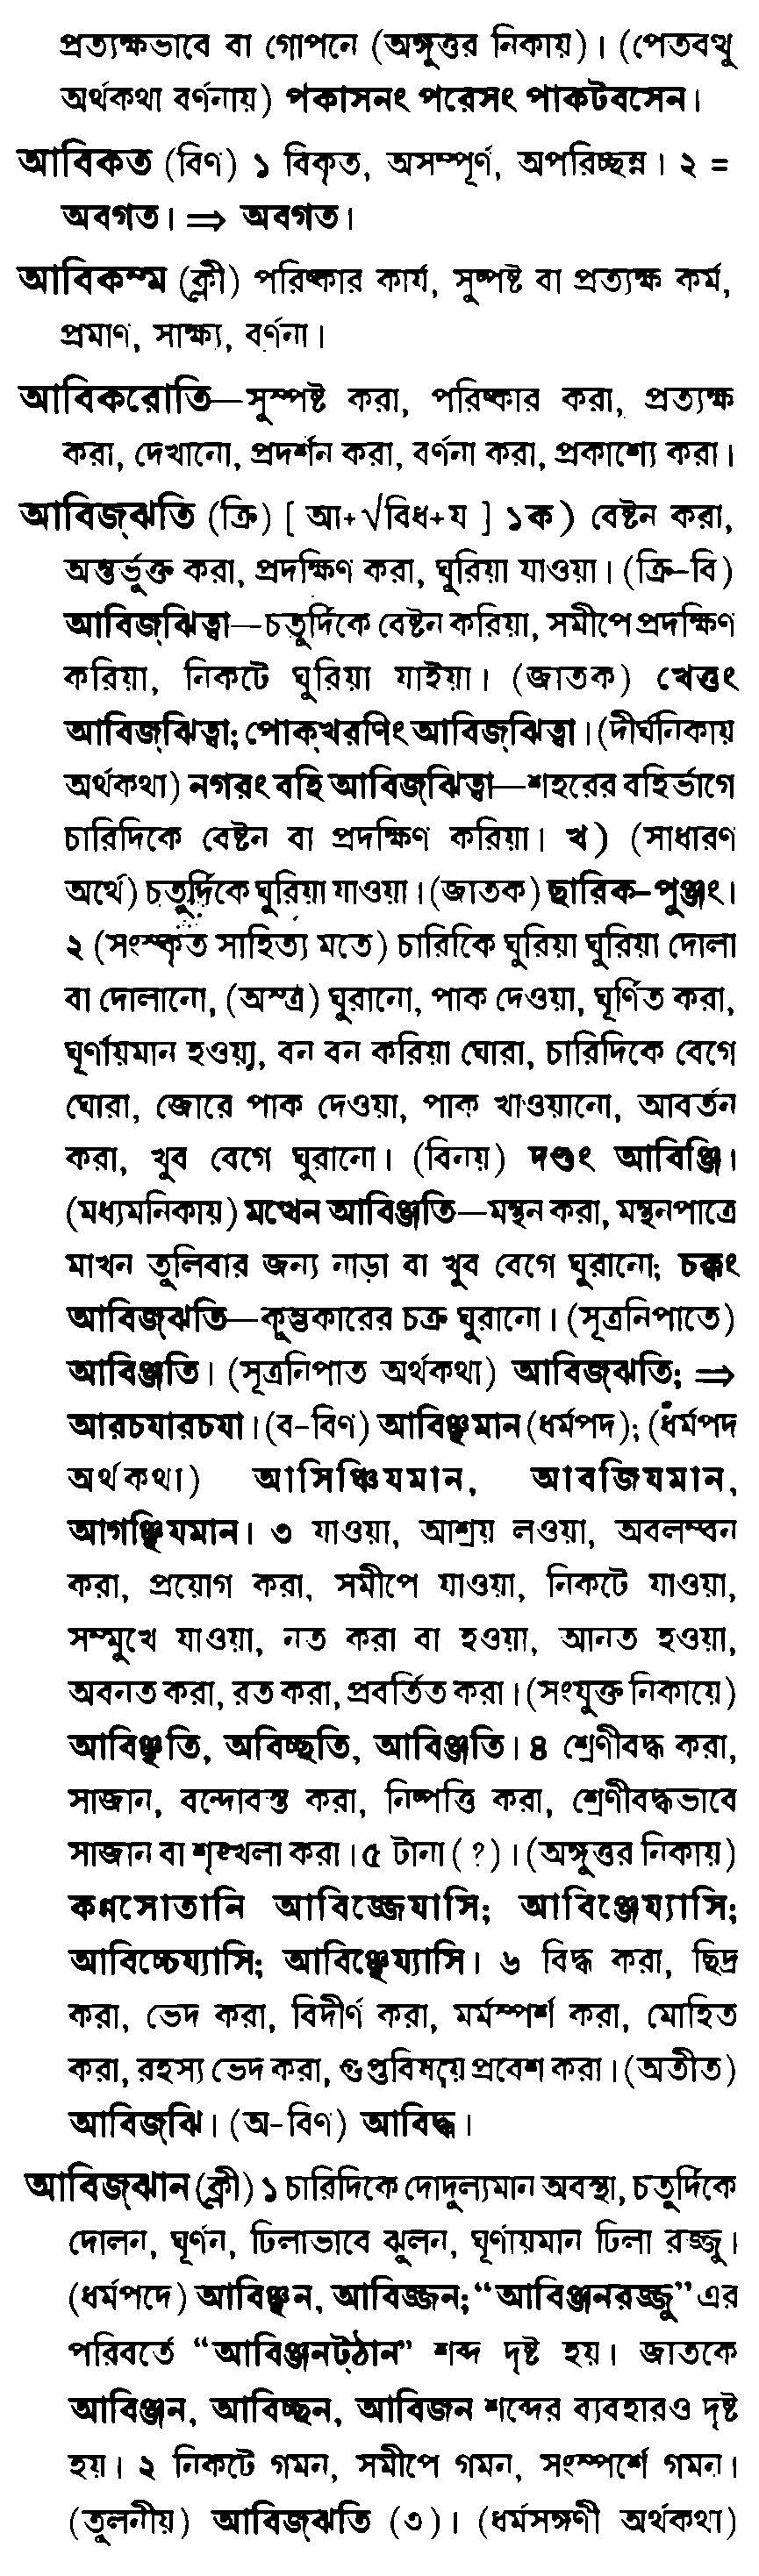 প্রত্যক্ষভাবে বা গোপনে (অঙ্গুত্তর নিকায়)। (পেতবত্থু
অর্থকথা বর্ণনায়) পকাসনং পরেসং পাকটবসেন।
আবিকত (বিণ) ১ বিকৃত, অসম্পূর্ণ, অপরিচ্ছন্ন। ২ =
অবগত। ⇒ অবগত।
আবিকম্ম (ক্লী) পরিষ্কার কার্য, সুষ্পষ্ট বা প্রত্যক্ষ কর্ম,
প্রমাণ, সাক্ষ্য, বর্ণনা।
আবিকরোতি—সুস্পষ্ট করা, পরিষ্কার করা, প্রত্যক্ষ
করা, দেখানো, প্রদর্শন করা, বর্ণনা করা, প্রকাশ্যে করা।
আবিজ্ঝতি (ক্রি) [ আ+√বিধ+য ] ১ক) বেষ্টন করা,
অন্তর্ভুক্ত করা, প্রদক্ষিণ করা, ঘুরিয়া যাওয়া। (ক্রি-বি)
আবিজ্ঝিত্বা—চতুর্দিকে বেষ্টন করিয়া, সমীপে প্রদক্ষিণ
করিয়া, নিকটে ঘুরিয়া যাইয়া। (জাতক) খেত্তং
আবিজ্ঝিত্বা; পোক্খরণিং আবিজ্ঝিত্বা। (দীর্ঘনিকায়
অর্থকথা) নগরং বহি আবিজ্ঝিত্বা—শহরের বহির্ভাগে
চারিদিকে বেষ্টন বা প্রদক্ষিণ করিয়া। খ) (সাধারণ
অর্থে) চতুর্দিকে ঘুরিয়া যাওয়া। (জাতক) ছারিক-পুঞ্জং।
২ (সংস্কৃত সাহিত্য মতে) চারিকিে ঘুরিয়া ঘুরিয়া দোলা
বা দোলানো, (অস্ত্র) ঘুরানো, পাক দেওয়া, ঘূর্ণিত করা,
ঘূর্ণায়মান হওয়া, বন বন করিয়া ঘোরা, চারিদিকে বেগে
ঘোরা, জোরে পাক দেওয়া, পাক খাওয়ানো, আবর্তন
করা, খুব বেগে ঘুরানো। (বিনয়) দণ্ডং আবিঞ্জি।
(মধ্যমনিকায়) মত্থেন আবিঞ্জতি—মন্থন করা, মন্থনপাত্রে
মাখন তুলিবার জন্য নাড়া বা খুব বেগে ঘুরানো; চক্কং
আবিজ্ঝতি—কুম্ভকারের চক্র ঘুরানো। (সূত্রনিপাতে)
আবিঞ্জতি। (সূত্রনিপাত অর্থকথা) আবিজ্ঝতি; ⇒
আরচযারচযা। (ব-বিণ) আবিঞ্ছমান (ধর্মপদ); (ধর্মপদ
অর্থকথা) আসিঞ্চিযমান, আবজিযমান,
আগঞ্ছিযমান। ৩ যাওয়া, আশ্রয় লওয়া, অবলম্বন
করা, প্রয়োগ করা, সমীপে যাওয়া, নিকটে যাওয়া,
সম্মুখে যাওয়া, নত করা বা হওয়া, আনত হওয়া,
অবনত করা, রত করা, প্রবর্তিত করা। (সংযুক্ত নিকায়ে)
আবিঞ্ছতি, অবিচ্ছতি, আবিঞ্জতি। ৪ শ্রেণীবদ্ধ করা,
সাজান, বন্দোবস্ত করা, নিষ্পত্তি করা, শ্রেণীবদ্ধভাবে
সাজান বা শৃংখলা করা। ৫ টানা (?)। (অঙ্গুত্তর নিকায়)
কণ্নসোতানি আবিজ্জেযাসি; আবিঞ্জেয্যাসি;
আবিচ্চেয্যাসি; আবিঞ্ছেয্যাসি। ৬ বিদ্ধ করা, ছিদ্র
করা, ভেদ করা, বিদীর্ণ করা, মর্মস্পর্শ করা, মোহিত
করা, রহস্য ভেদ করা, গুপ্তবিষয়ে প্রবেশ করা। (অতীত)
আবিজ্ঝি। (অ-বিণ) আবিদ্ধ।
আবিজ্ঝান (ক্লী) ১ চারিদিকে দোদুল্যমান অবস্থা, চতুর্দিকে
দোলন, ঘূর্ণন, ঢিলাভাবে ঝুলন, ঘূর্ণায়মান ঢিলা রজ্জু।
(ধর্মপদে) আবিঞ্ছন, আবিজ্জন; “আবিঞ্জনরজ্জু” এর
পরিবর্তে “আবিঞ্জনট্ঠান” শব্দ দৃষ্ট হয়। জাতকে
আবিঞ্জন, আবিচ্ছন, আবিজন শব্দের ব্যবহারও দৃষ্ট
হয়। ২ নিকটে গমন, সমীপে গমন, সংস্পর্শে গমন।
(তুলনীয়) আবিজ্ঝতি (৩)। (ধর্মসঙ্গণী অর্থকথা)